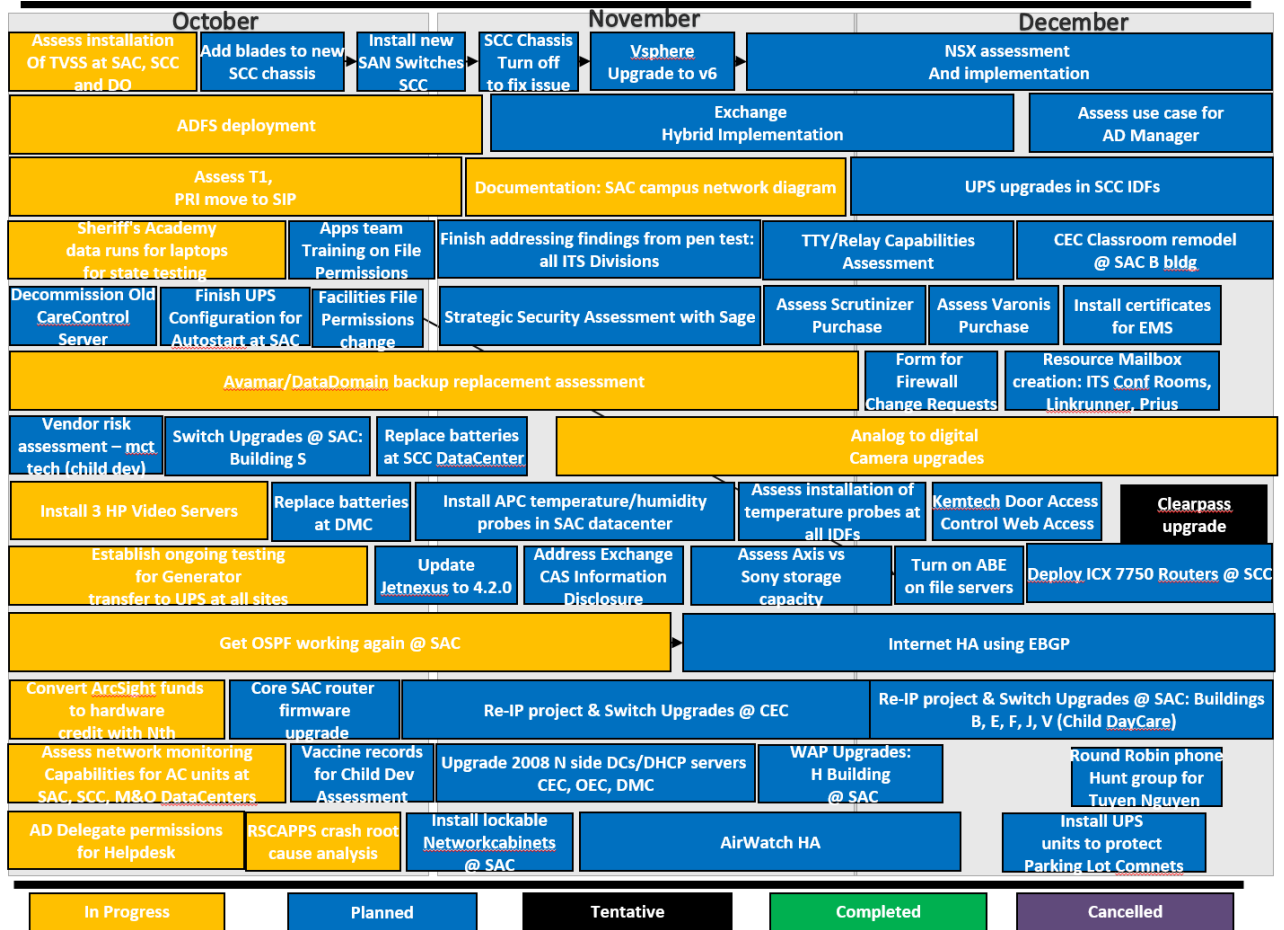 October
November
December
Assess installation
Of TVSS at SAC, SCC
and DO
Add blades to new
SCC chassis
Install new
SAN Switches
SCC
SCC Chassis
Turn off
to fix issue
Vsphere
Upgrade to v6
NSX assessment
And implementation
ADFS deployment
Exchange
Hybrid Implementation
Assess use case for
AD Manager
Assess T1,
PRI move to SIP
Documentation: SAC campus network diagram
UPS upgrades in SCC IDFs
Sheriff's Academy
data runs for laptops
for state testing
Apps team
Training on File
Permissions
Finish addressing findings from pen test:
all ITS Divisions
TTY/Relay Capabilities
Assessment
CEC Classroom remodel
@ SAC B bldg
Decommission Old
CareControl
Server
Finish UPS
Configuration for
Autostart at SAC
Facilities File
Permissions
change
Strategic Security Assessment with Sage
Assess Scrutinizer
Purchase
Assess Varonis
Purchase
Install certificates
for EMS
Avamar/DataDomain backup replacement assessment
Form for
Firewall
Change Requests
Resource Mailbox
creation: ITS Conf Rooms,
Linkrunner, Prius
Vendor risk
assessment – mct
tech (child dev)
Switch Upgrades @ SAC:
Building S
Replace batteries
at SCC DataCenter
Analog to digital
Camera upgrades
Install 3 HP Video Servers
Replace batteries
at DMC
Install APC temperature/humidity
probes in SAC datacenter
Assess installation of
temperature probes at
all IDFs
Kemtech Door Access
Control Web Access
Clearpass
upgrade
Establish ongoing testing
for Generator
transfer to UPS at all sites
Update
Jetnexus to 4.2.0
Address Exchange
CAS Information
Disclosure
Assess Axis vs
Sony storage
capacity
Turn on ABE
on file servers
Deploy ICX 7750 Routers @ SCC
Get OSPF working again @ SAC
Internet HA using EBGP
Convert ArcSight funds
to hardware
credit with Nth
Core SAC router
firmware
upgrade
Re-IP project & Switch Upgrades @ CEC
Re-IP project & Switch Upgrades @ SAC: Buildings
B, E, F, J, V (Child DayCare)
Assess network monitoring
Capabilities for AC units at
SAC, SCC, M&O DataCenters
Vaccine records
for Child Dev
Assessment
Upgrade 2008 N side DCs/DHCP servers
CEC, OEC, DMC
WAP Upgrades:
H Building
@ SAC
Round Robin phone
Hunt group for
Tuyen Nguyen
AD Delegate permissions
for Helpdesk
RSCAPPS crash root
cause analysis
Install lockable
Networkcabinets
@ SAC
AirWatch HA
Install UPS
units to protect
Parking Lot Comnets
In Progress
Planned
Tentative
Completed
Cancelled